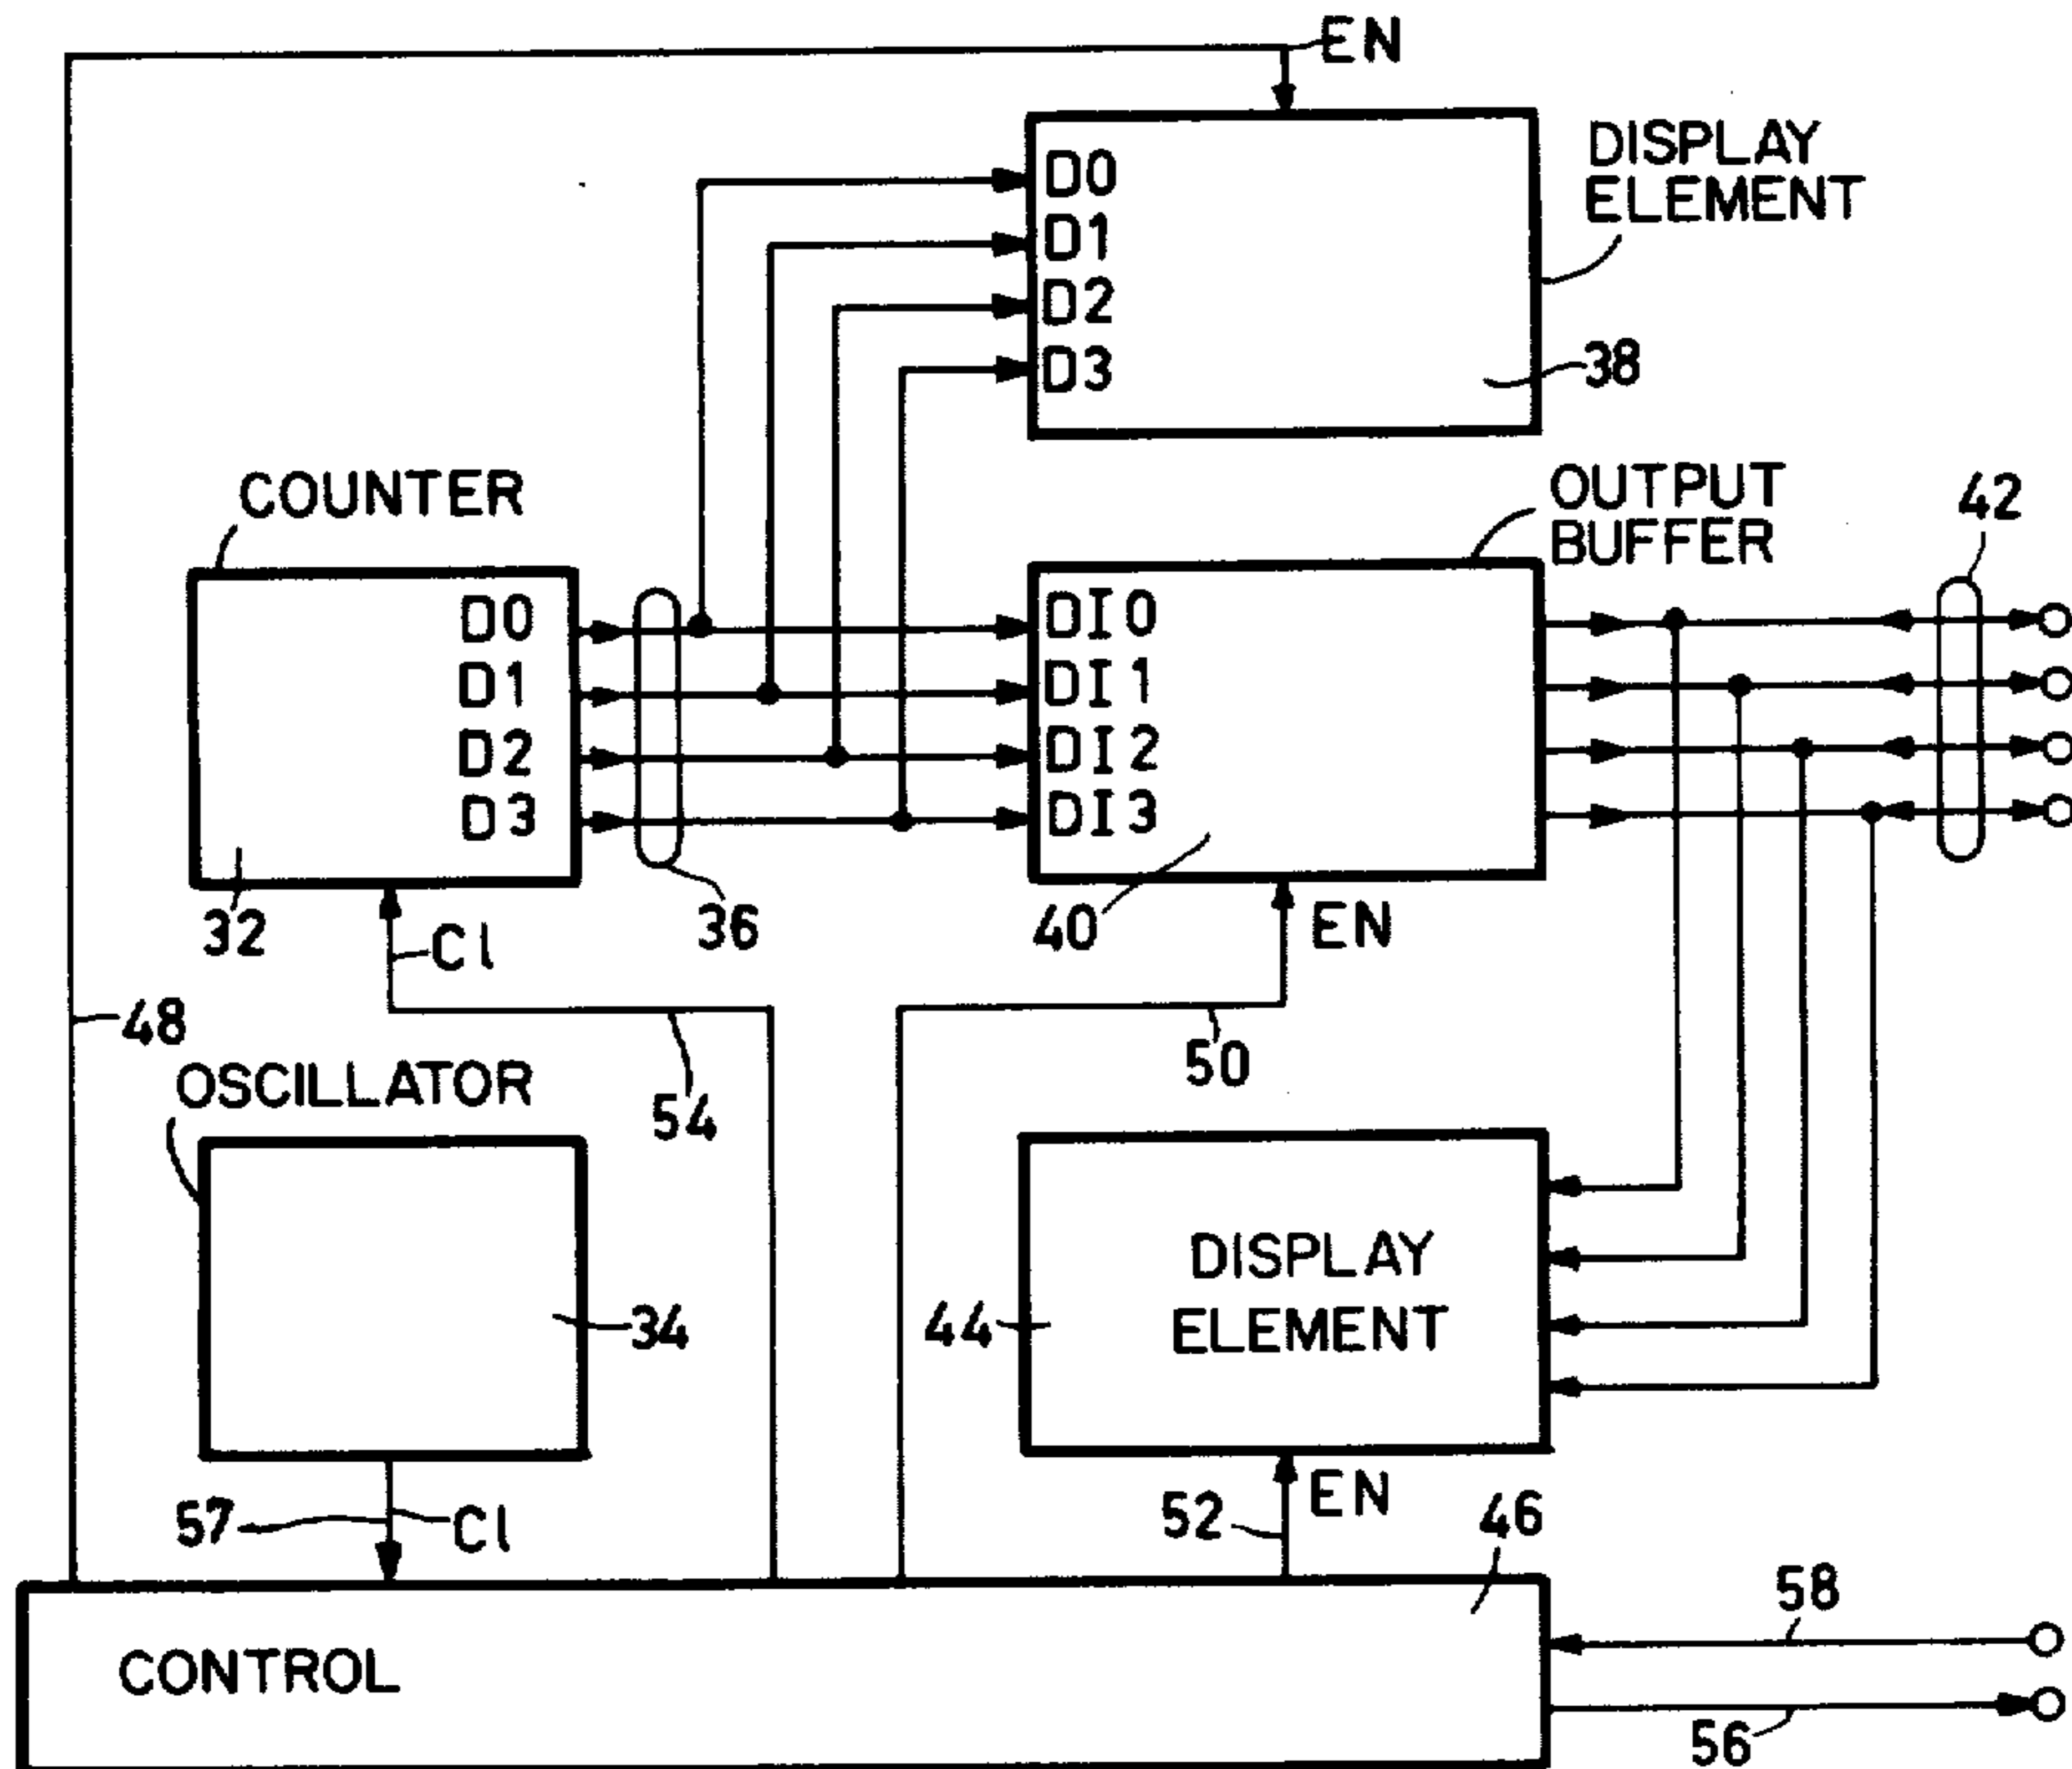 EN
DISPLAY
ELEMENT
D0
D1
D2
D3
38
COUNTER
OUTPUT
BUFFER
42
D0
D1
D2
D3
DI0
DI1
DI2
DI3
32
36
40
EN
Cl
48
50
OSCILLATOR
54
DISPLAY
ELEMENT
34
44
57
Cl
52
EN
46
58
CONTROL
56